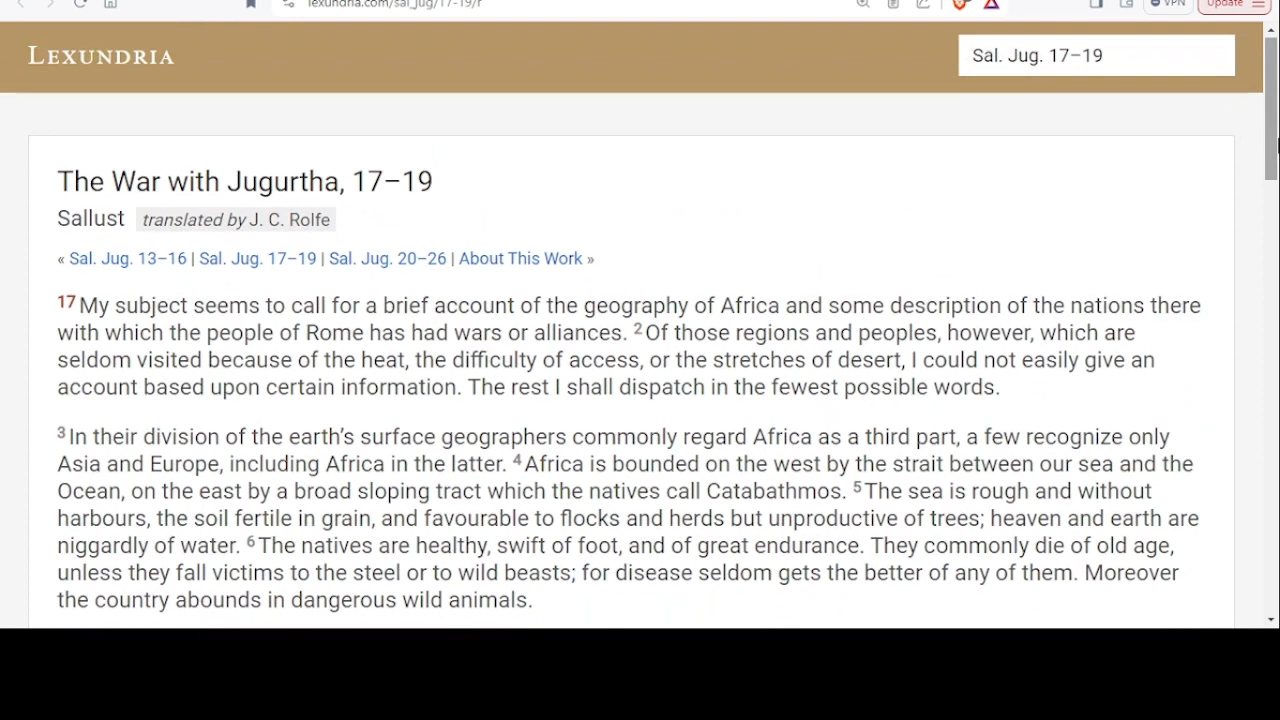 lexundria.com/sal_jug/17-19/r
VPN
Update
LEXUNDRIA
Sal. Jug. 17–19
The War with Jugurtha, 17–19
Sallust translated by J. C. Rolfe
« Sal. Jug. 13–16 | Sal. Jug. 17–19 | Sal. Jug. 20–26 | About This Work »
17 My subject seems to call for a brief account of the geography of Africa and some description of the nations there
with which the people of Rome has had wars or alliances. 2 Of those regions and peoples, however, which are
seldom visited because of the heat, the difficulty of access, or the stretches of desert, I could not easily give an
account based upon certain information. The rest I shall dispatch in the fewest possible words.
3 In their division of the earth’s surface geographers commonly regard Africa as a third part, a few recognize only
Asia and Europe, including Africa in the latter. 4 Africa is bounded on the west by the strait between our sea and the
Ocean, on the east by a broad sloping tract which the natives call Catabathmos. 5 The sea is rough and without
harbours, the soil fertile in grain, and favourable to flocks and herds but unproductive of trees; heaven and earth are
niggardly of water. 6 The natives are healthy, swift of foot, and of great endurance. They commonly die of old age,
unless they fall victims to the steel or to wild beasts; for disease seldom gets the better of any of them. Moreover
the country abounds in dangerous wild animals.